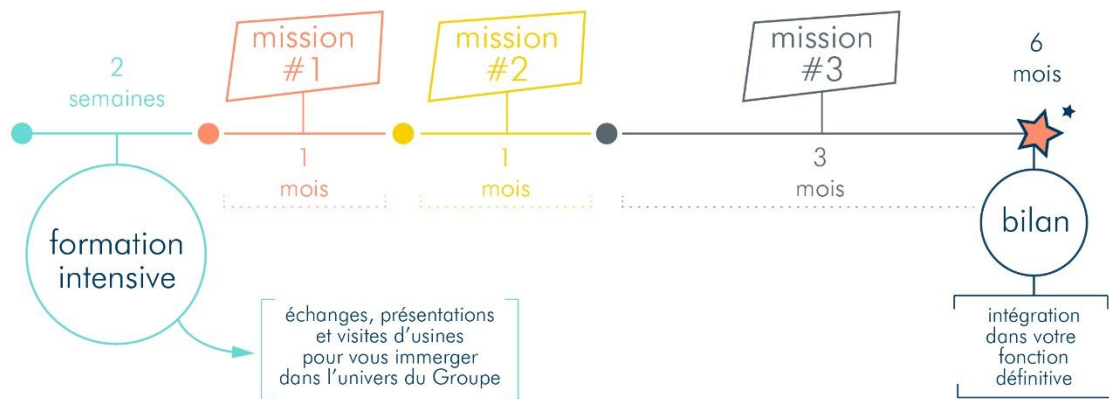 2
semaines
formation
intensive
échanges, présentations
et visites d'usines
pour vous immerger
dans l'univers du Groupe
mission
#1
1
mois
mission
#2
1
mois
mission
#3
3
mois
6
mois
bilan
intégration
dans votre
fonction
définitive